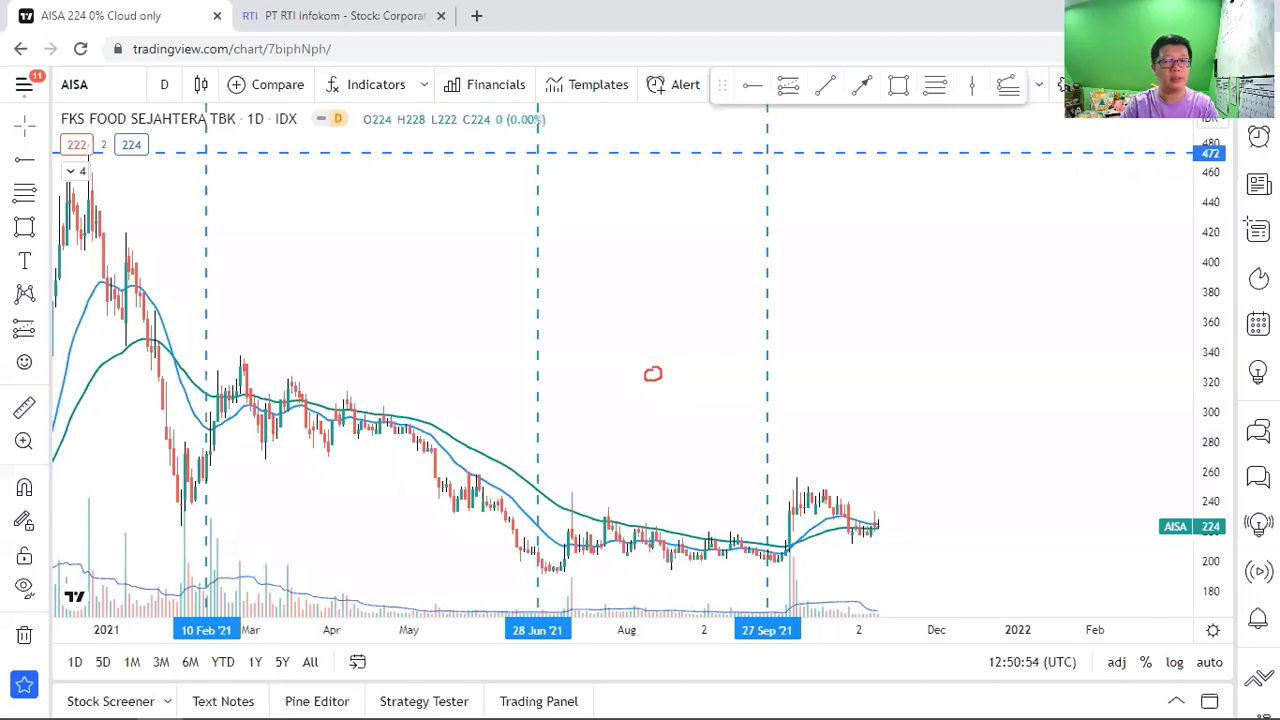 AISA 224 0% Cloud only
RTI PT RTI Infokom - Stock: Corporat
tradingview.com/chart/7biphNph/
11
AISA D Compare Indicators Financials Templates Alert
FKS FOOD SEJAHTERA TBK · 1D · IDX D O224 H228 L222 C224 0 (0.00%)
222 2 224
4
480
472
460
440
420
400
380
360
340
320
300
280
260
240
AISA 224
200
180
2021 10 Feb '21 Mar Apr May 28 Jun '21 Aug 2 27 Sep '21 2 Dec 2022 Feb
1D 5D 1M 3M 6M YTD 1Y 5Y All 12:50:54 (UTC) adj % log auto
Stock Screener Text Notes Pine Editor Strategy Tester Trading Panel